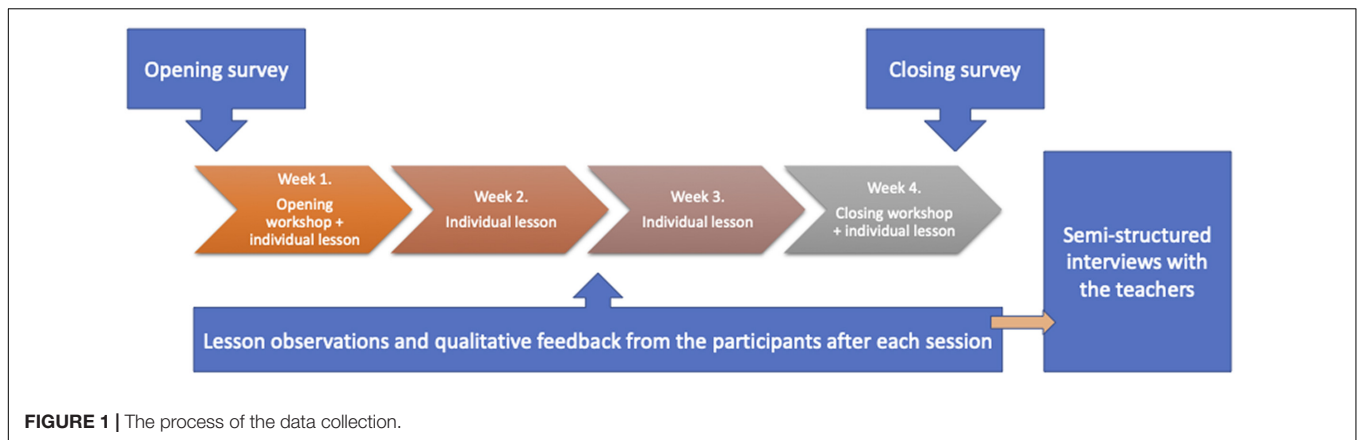 Opening survey
Closing survey
Week 1.
Opening
workshop +
individual lesson
Week 2.
Individual lesson
Week 3.
Individual lesson
Week 4.
Closing workshop
+ individual lesson
Semi-structured
interviews with
the teachers
Lesson observations and qualitative feedback from the participants after each session
FIGURE 1 | The process of the data collection.